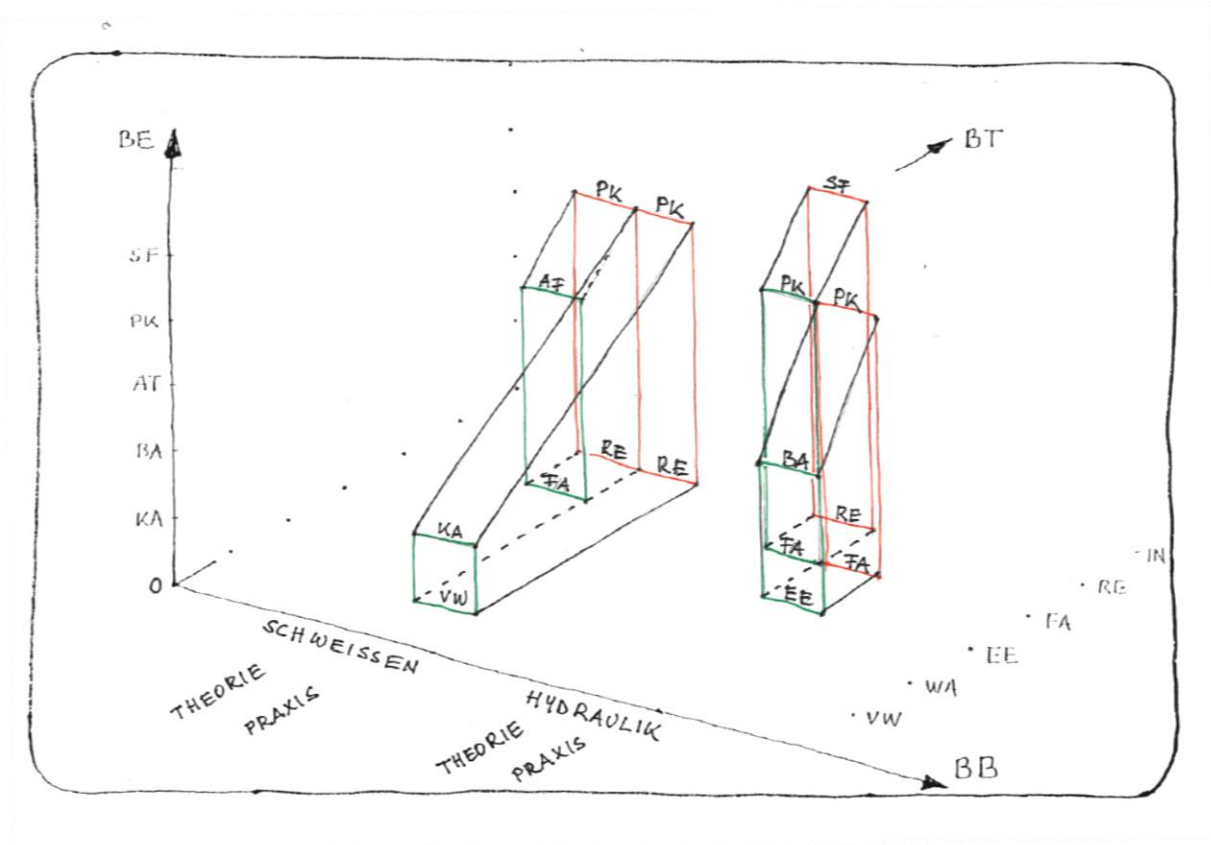 BE
BT
SF
PK
AT
BA
KA
O
PK
PK
AF
RE
RE
FA
KA
VW
SF
PK
PK
BA
RE
FA
FA
EE
IN
RE
FA
EE
WA
VW
SCHWEISSEN
THEORIE
PRAXIS
HYDRAULIK
THEORIE
PRAXIS
BB